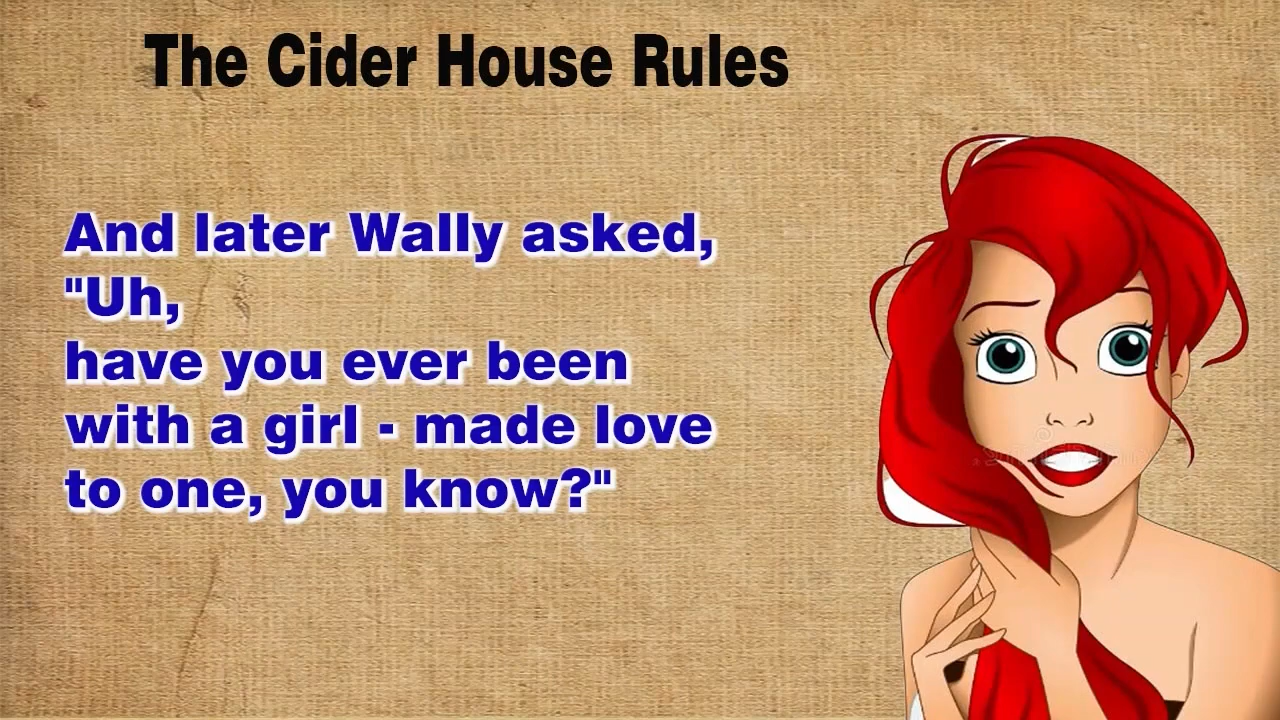 The Cider House Rules
And later Wally asked,
"Uh,
have you ever been
with a girl - made love
to one, you know?"